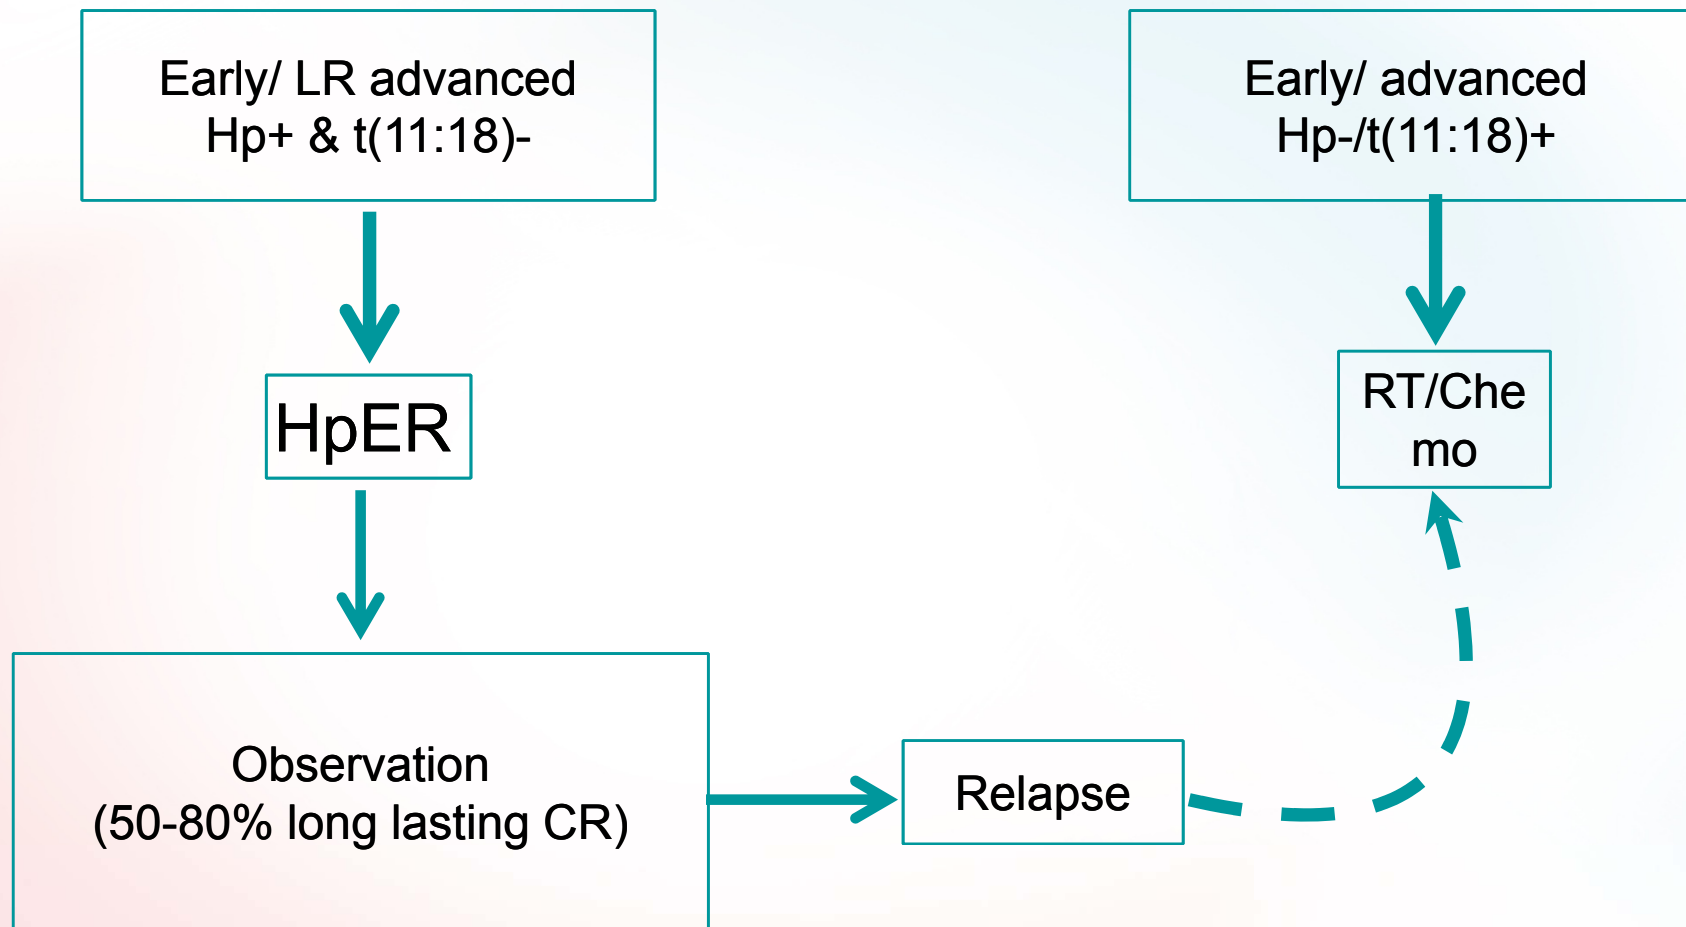 Early/ LR advanced
Hp+ & t(11:18)-
Early/ advanced
Hp-/t(11:18)+
HpER
RT/Che
mo
Observation
(50-80% long lasting CR)
Relapse